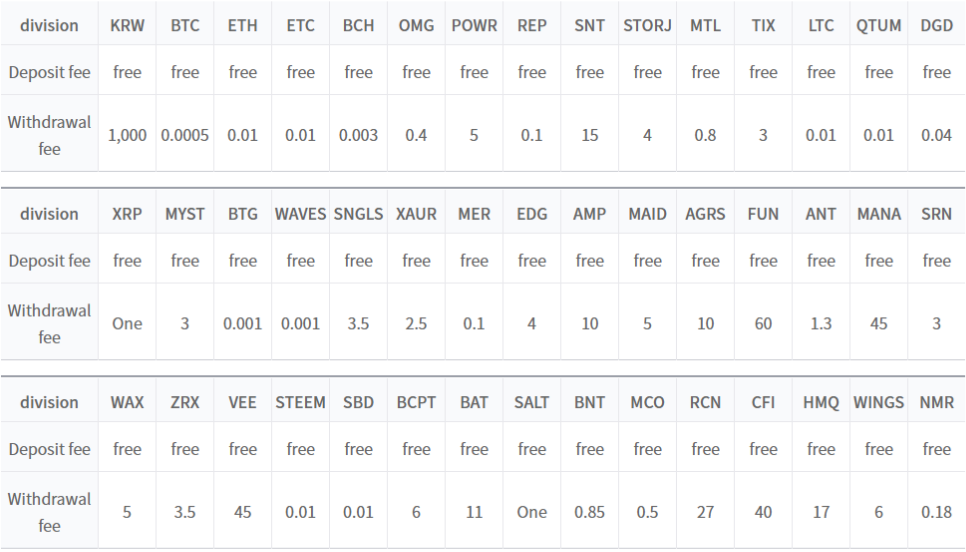 division KRW BTC ETH ETC BCH OMG POWR REP SNT STORJ MTL TIX LTC QTUM DGD
Deposit fee free free free free free free free free free free free free free free free
Withdrawal fee 1,000 0.0005 0.01 0.01 0.003 0.4 5 0.1 15 4 0.8 3 0.01 0.01 0.04
division XRP MYST BTG WAVES SNGLS XAUR MER EDG AMP MAID AGRS FUN ANT MANA SRN
Deposit fee free free free free free free free free free free free free free free free
Withdrawal fee One 3 0.001 0.001 3.5 2.5 0.1 4 10 5 10 60 1.3 45 3
division WAX ZRX VEE STEEM SBD BCPT BAT SALT BNT MCO RCN CFI HMQ WINGS NMR
Deposit fee free free free free free free free free free free free free free free free
Withdrawal fee 5 3.5 45 0.01 0.01 6 11 One 0.85 0.5 27 40 17 6 0.18